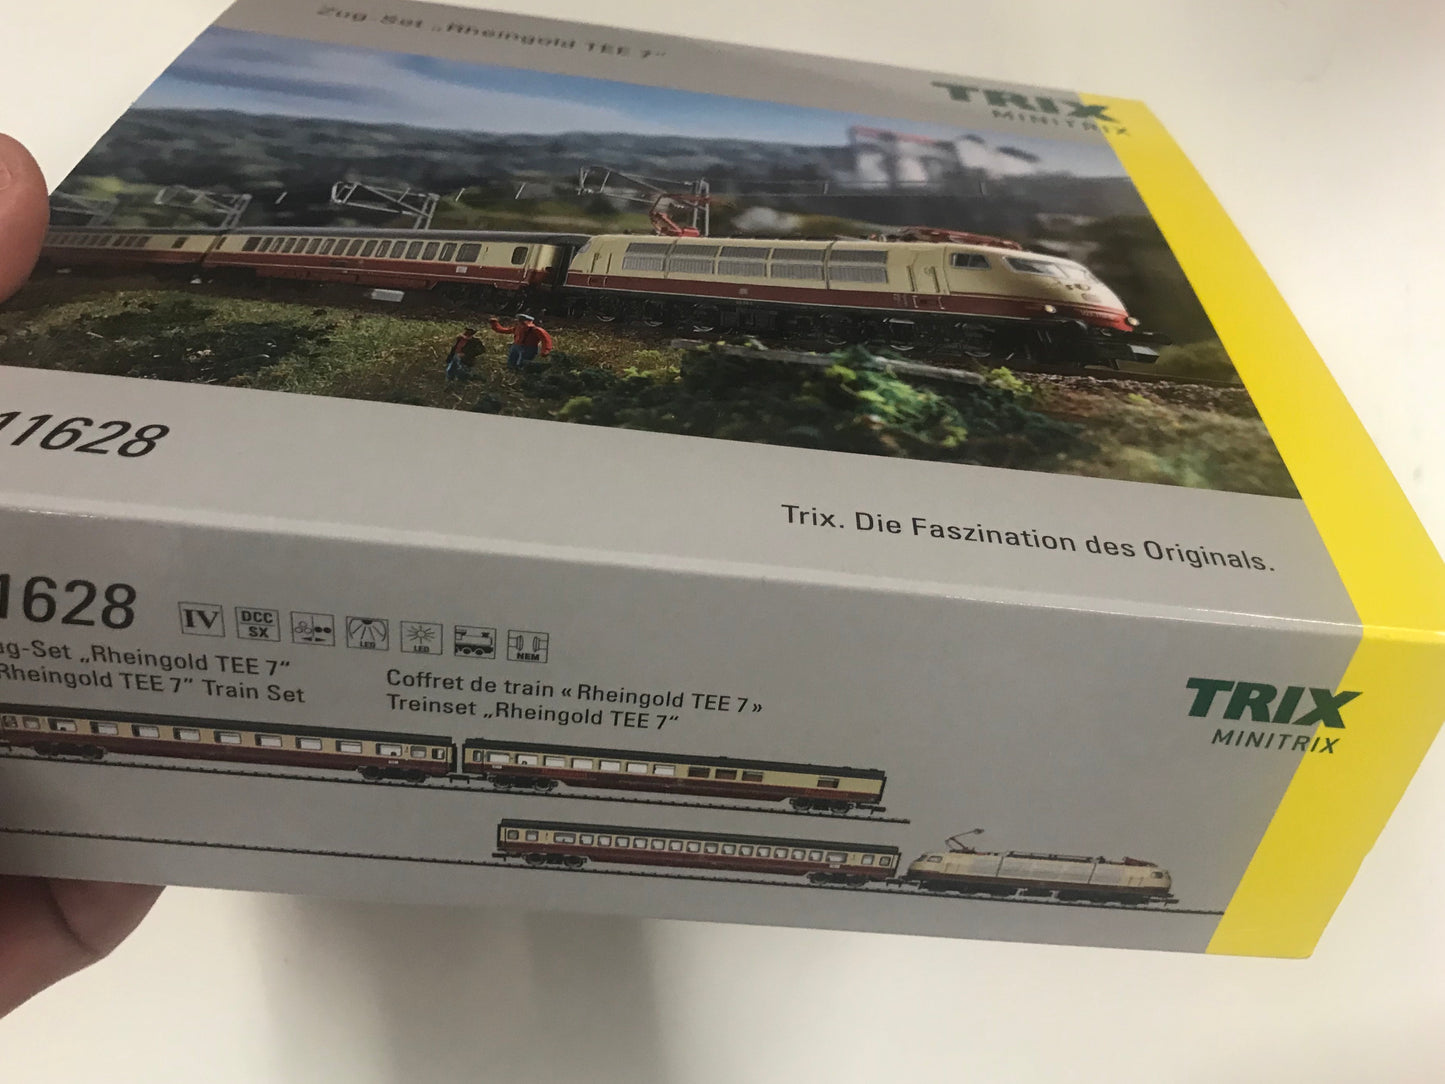 Zug-Set „Rheingold TEE 7“
TRIX
MINITRIX
11628
Trix. Die Faszination des Originals.
1628
IV
DCC
SX
LED
LED
NEM
ug-Set „Rheingold TEE 7“
Rheingold TEE 7” Train Set
Coffret de train « Rheingold TEE 7 »
Treinset „Rheingold TEE 7“
TRIX
MINITRIX